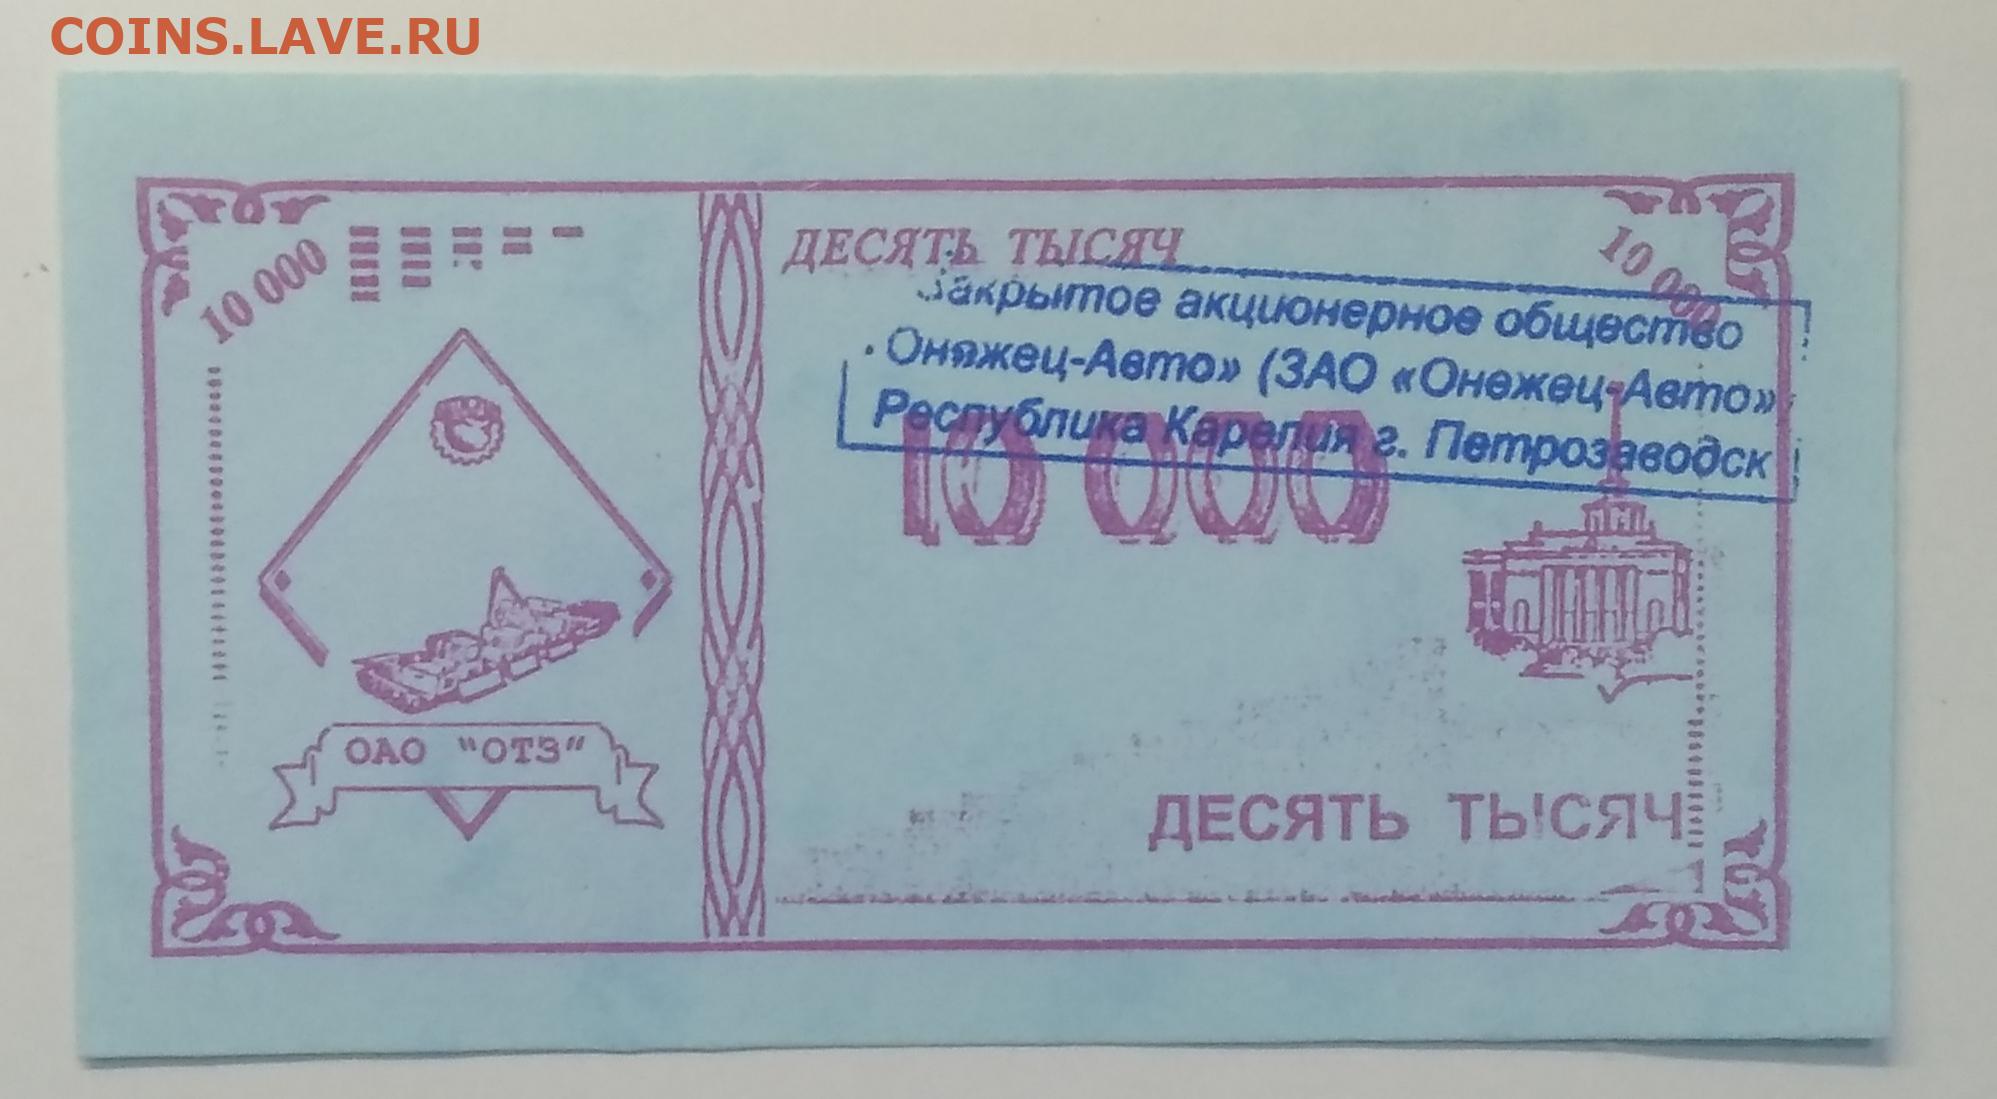 COINS.LAVE.RU
10 000
ДЕСЯТЬ ТЫСЯЧ
10 000
Закрытое акционерное общество
Онежец-Авто» (ЗАО «Онежец-Авто»
Республика Карелия г. Петрозаводск
10 000
ОАО "ОТЗ"
ДЕСЯТЬ ТЫСЯЧ